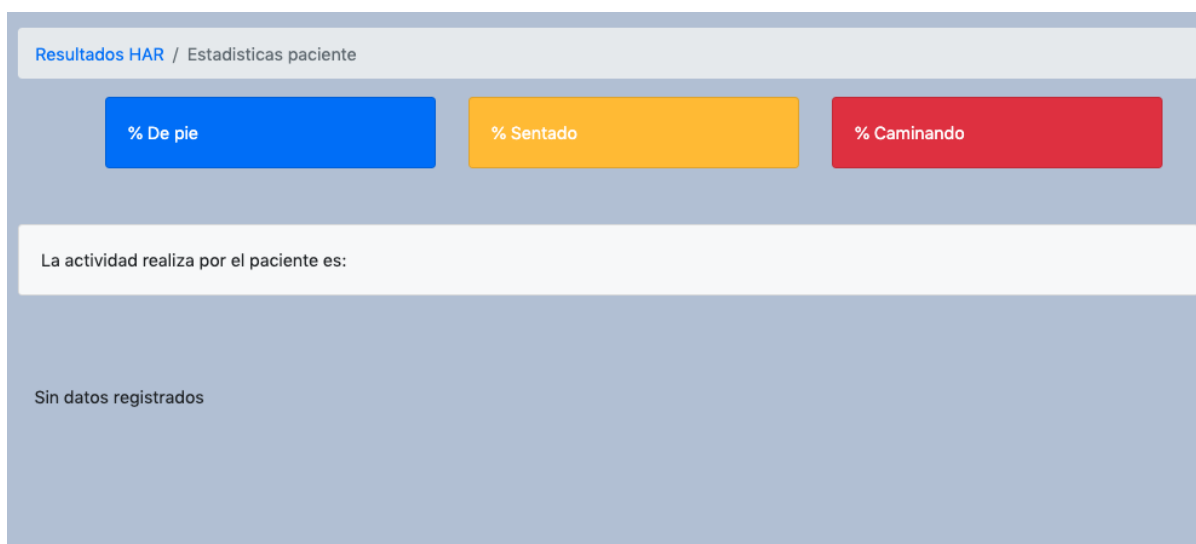 Resultados HAR / Estadisticas paciente
% De pie
% Sentado
% Caminando
La actividad realiza por el paciente es:
Sin datos registrados